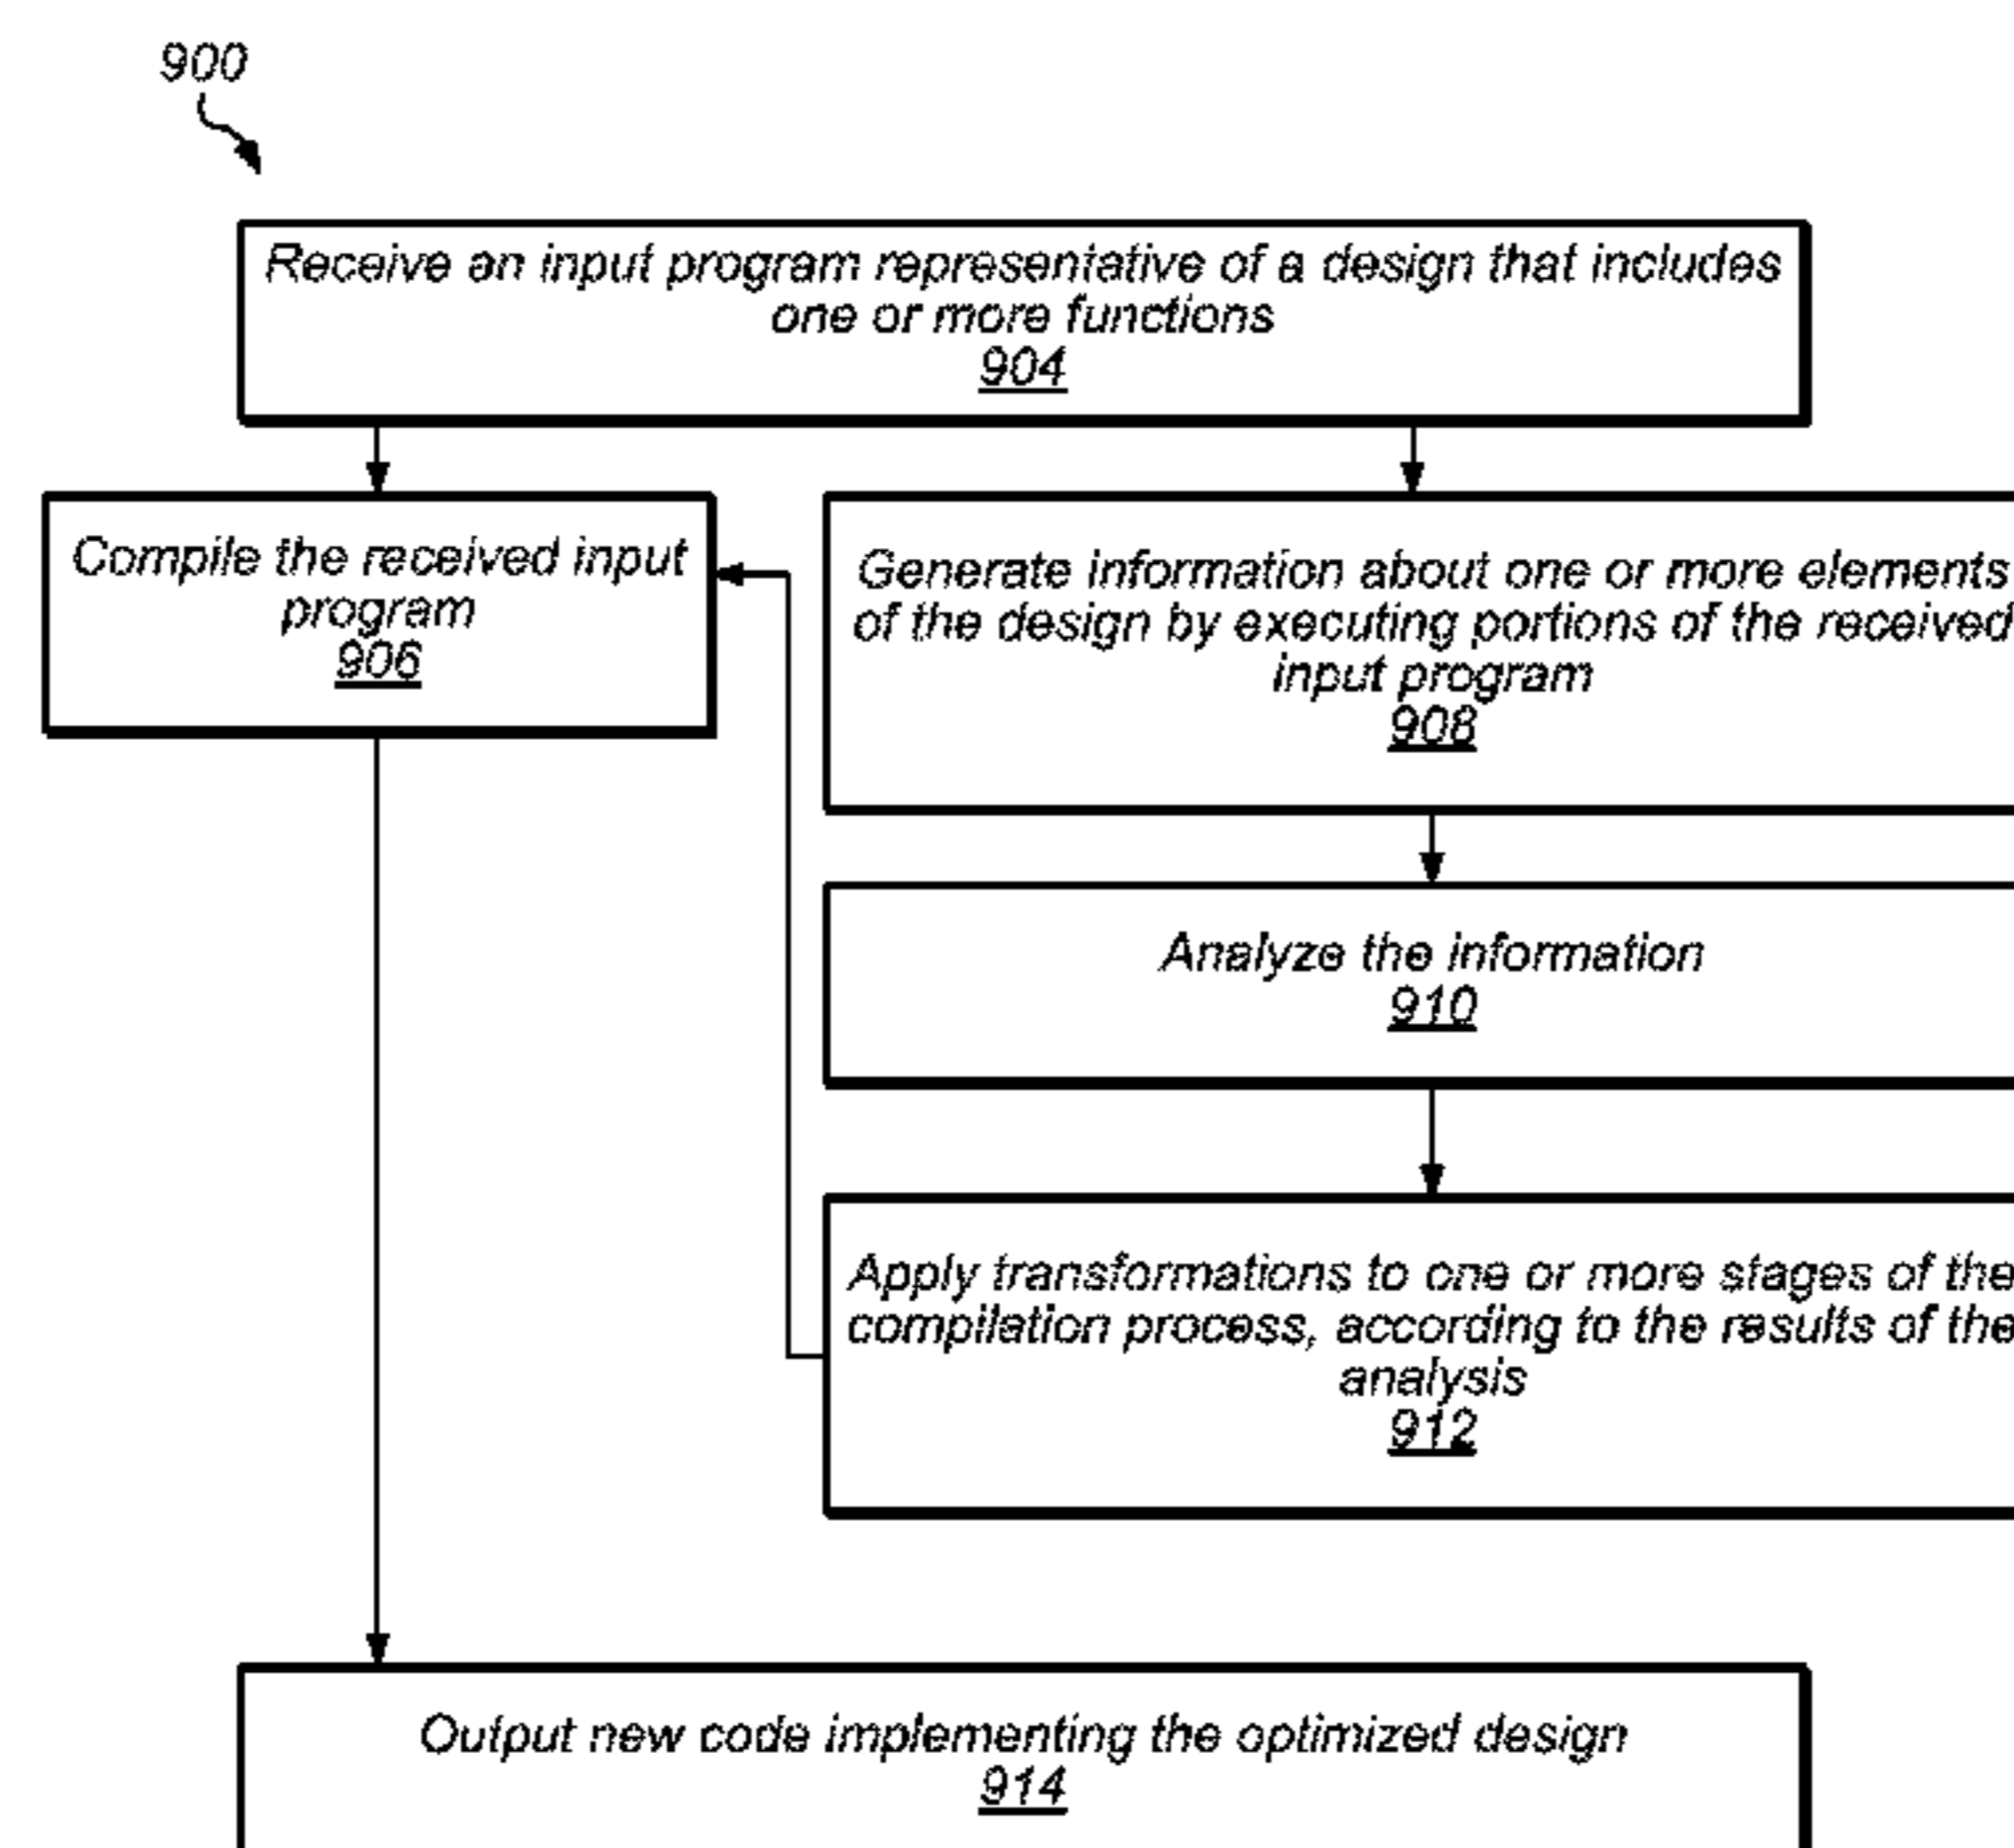 900
Receive an input program representative of a design that includes
one or more functions
904
Compile the received input
program
906
Generate information about one or more elements
of the design by executing portions of the received
input program
908
Analyze the information
910
Apply transformations to one or more stages of the
compilation process, according to the results of the
analysis
912
Output new code implementing the optimized design
914